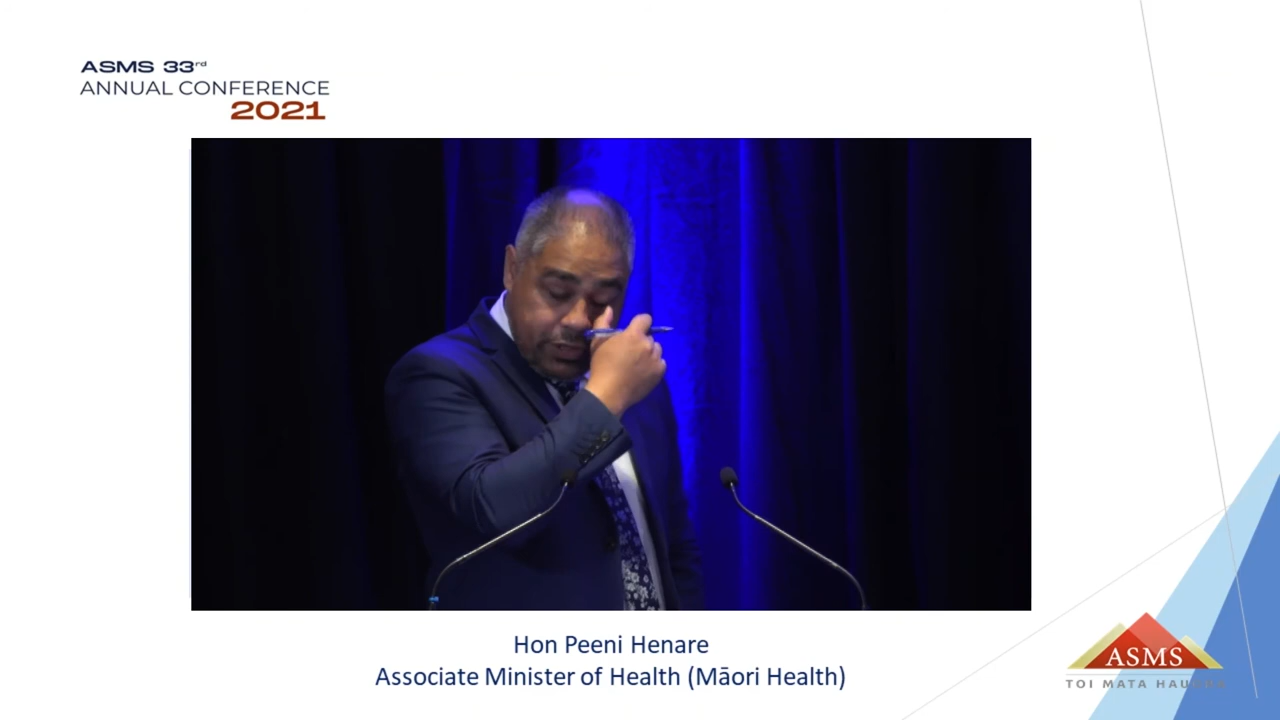 ASMS 33rd
ANNUAL CONFERENCE
2021
Hon Peeni Henare
Associate Minister of Health (Māori Health)
ASMS
TOI MATA HAUORA